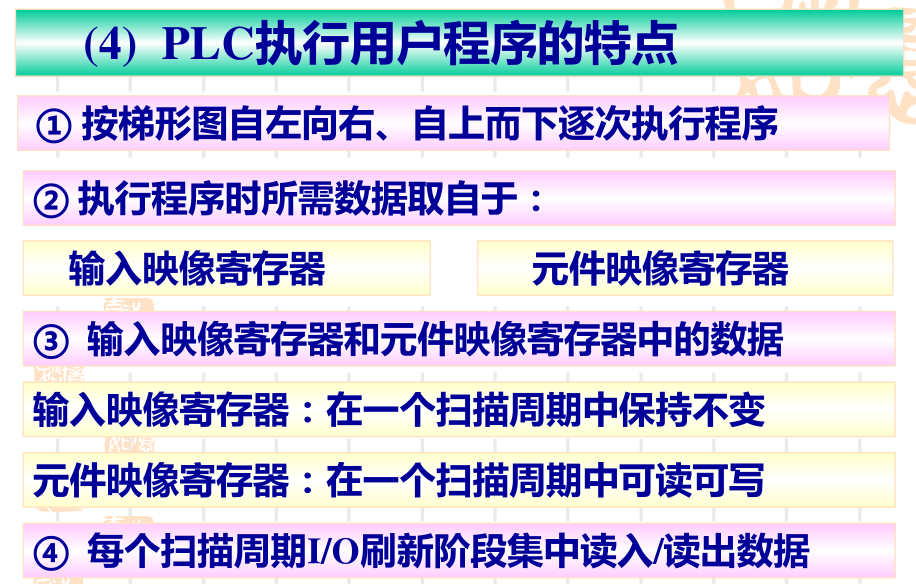 (4) PLC执行用户程序的特点
① 按梯形图自左向右、自上而下逐次执行程序
② 执行程序时所需数据取自于：
输入映像寄存器 元件映像寄存器
③ 输入映像寄存器和元件映像寄存器中的数据
输入映像寄存器：在一个扫描周期中保持不变
元件映像寄存器：在一个扫描周期中可读可写
④ 每个扫描周期I/O刷新阶段集中读入/读出数据